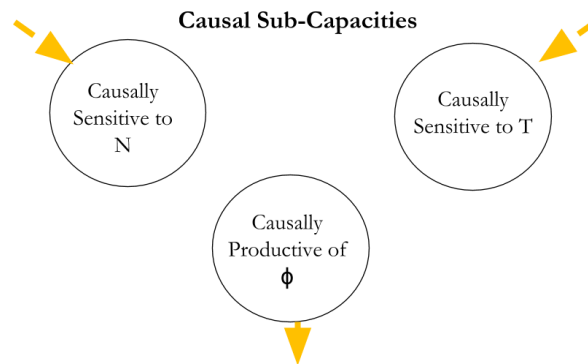 Causal Sub-Capacities
Causally
Sensitive to
N
Causally
Sensitive to T
Causally
Productive of
ϕ